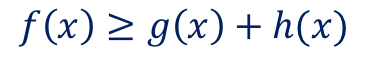 f(x) ≥ g(x) + h(x)